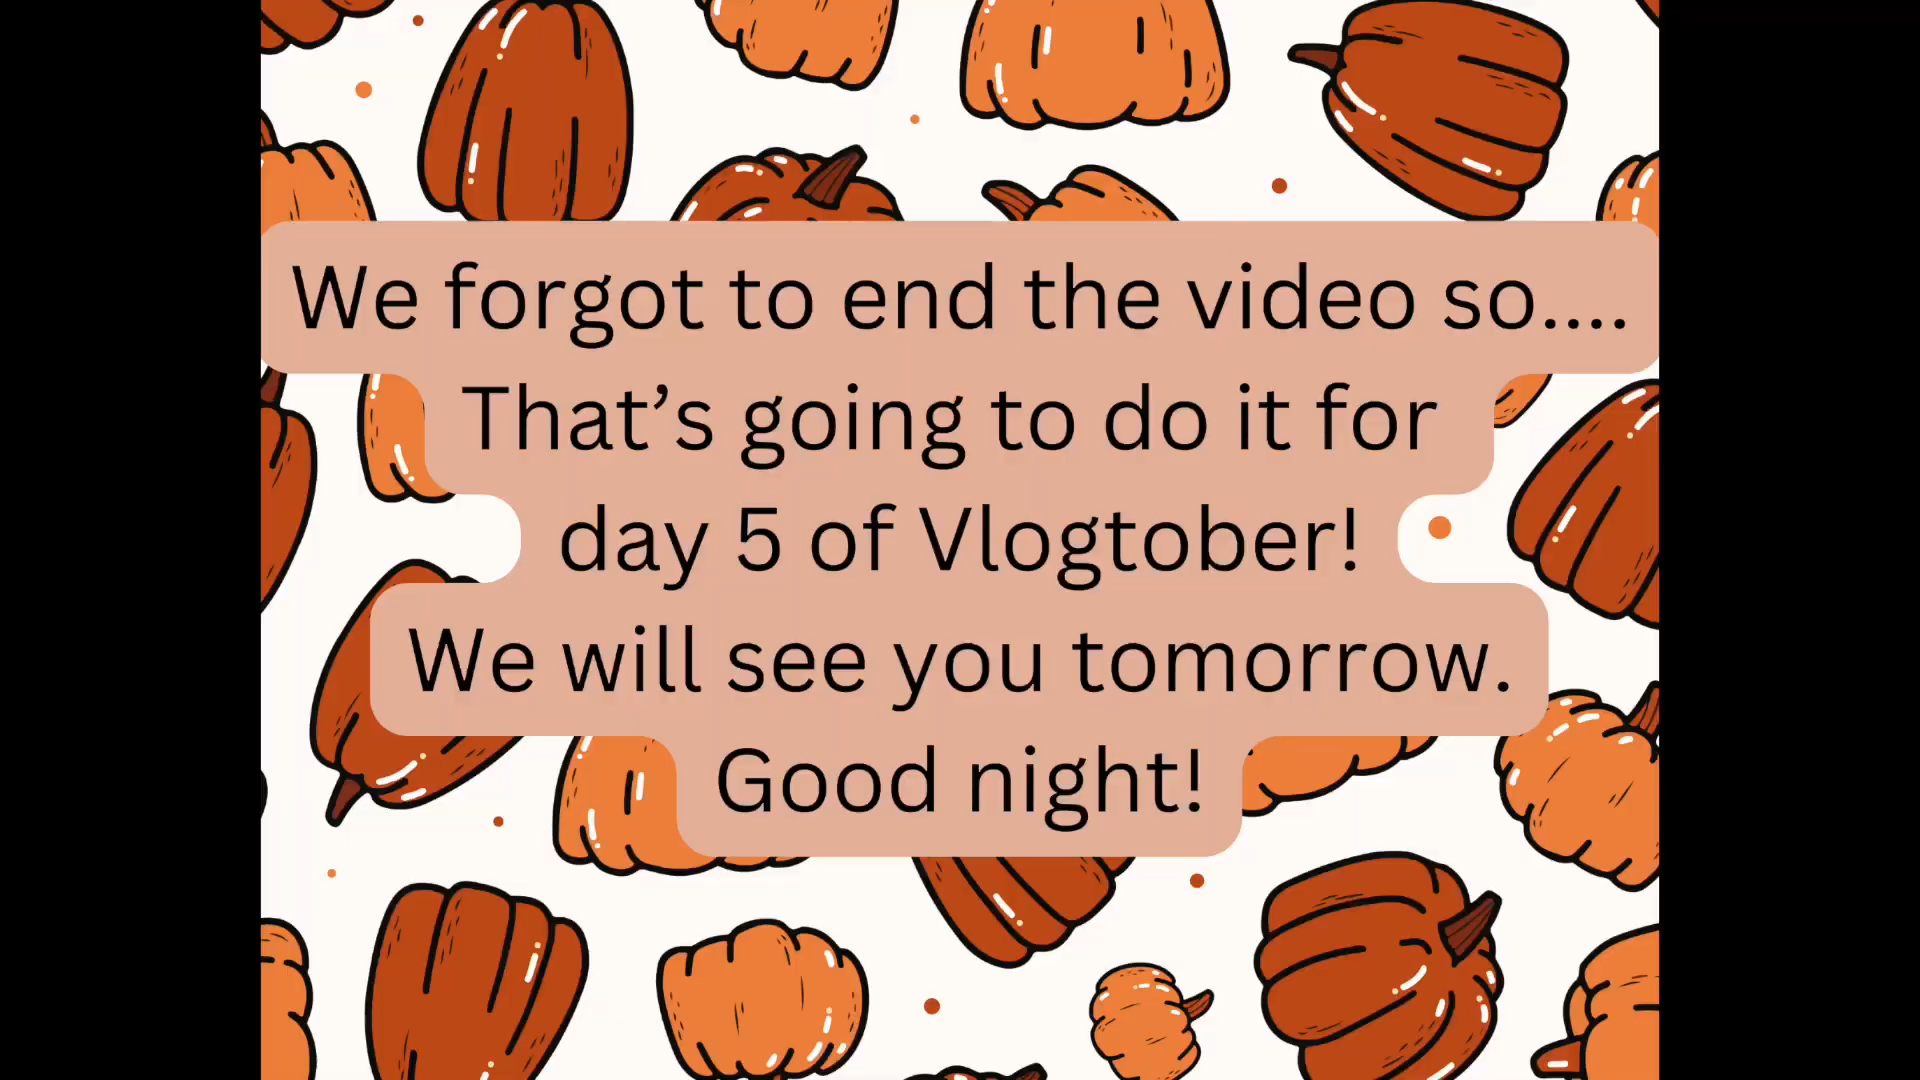 We forgot to end the video so....
That’s going to do it for
day 5 of Vlogtober!
We will see you tomorrow.
Good night!